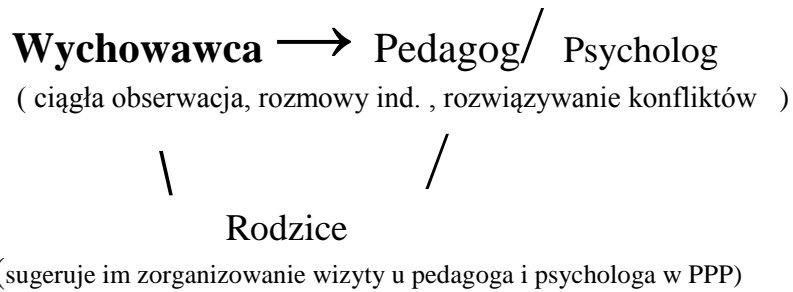 Wychowawca → Pedagog/ Psycholog
( ciągła obserwacja, rozmowy ind. , rozwiązywanie konfliktów )
\ /
Rodzice
(sugeruje im zorganizowanie wizyty u pedagoga i psychologa w PPP)